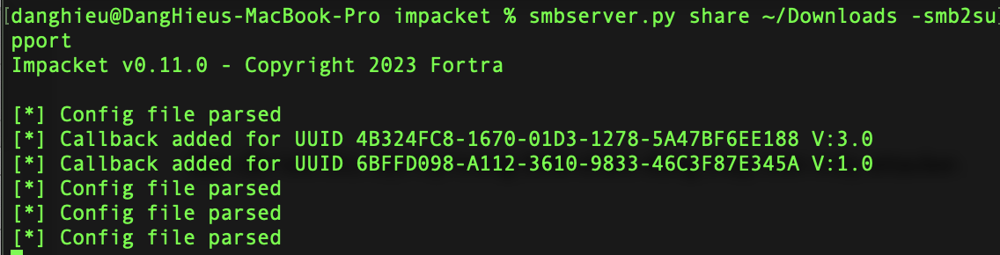 [danghieu@DangHieus-MacBook-Pro impacket % smbserver.py share ~/Downloads -smb2su]
pport
Impacket v0.11.0 - Copyright 2023 Fortra
[*] Config file parsed
[*] Callback added for UUID 4B324FC8-1670-01D3-1278-5A47BF6EE188 V:3.0
[*] Callback added for UUID 6BFFD098-A112-3610-9833-46C3F87E345A V:1.0
[*] Config file parsed
[*] Config file parsed
[*] Config file parsed